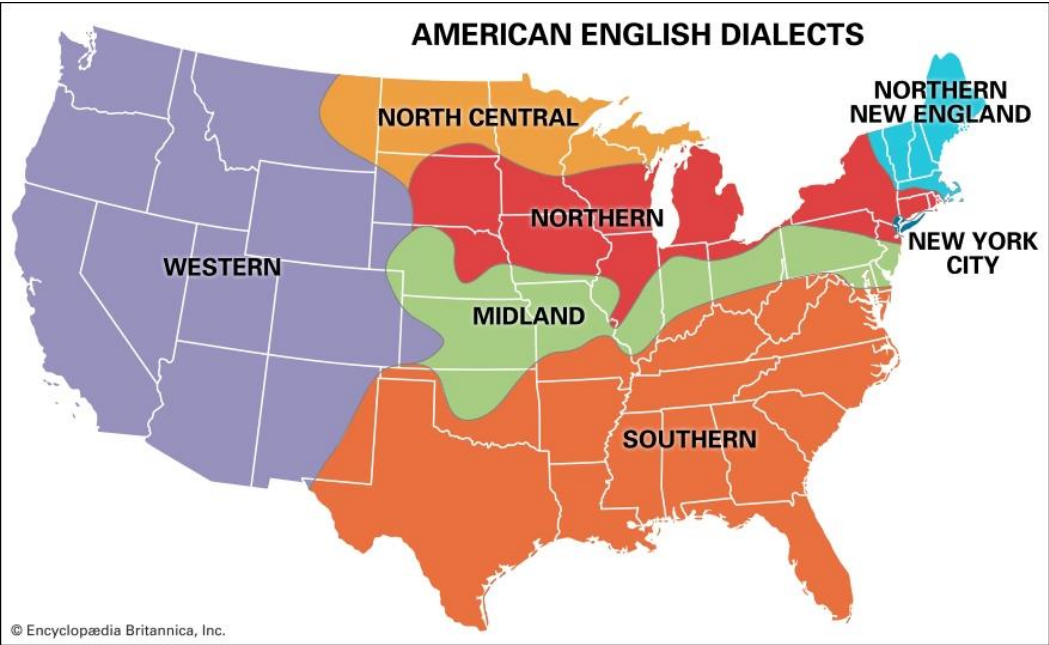 AMERICAN ENGLISH DIALECTS
NORTHERN
NEW ENGLAND
NORTH CENTRAL
NORTHERN
NEW YORK
CITY
WESTERN
MIDLAND
SOUTHERN
© Encyclopædia Britannica, Inc.